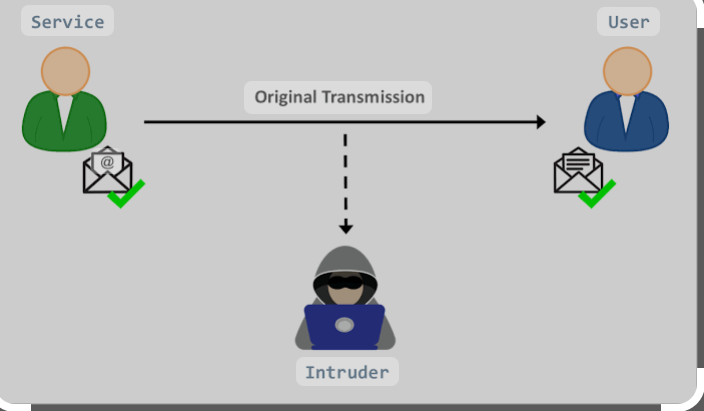 Service
User
Original Transmission
@
Intruder